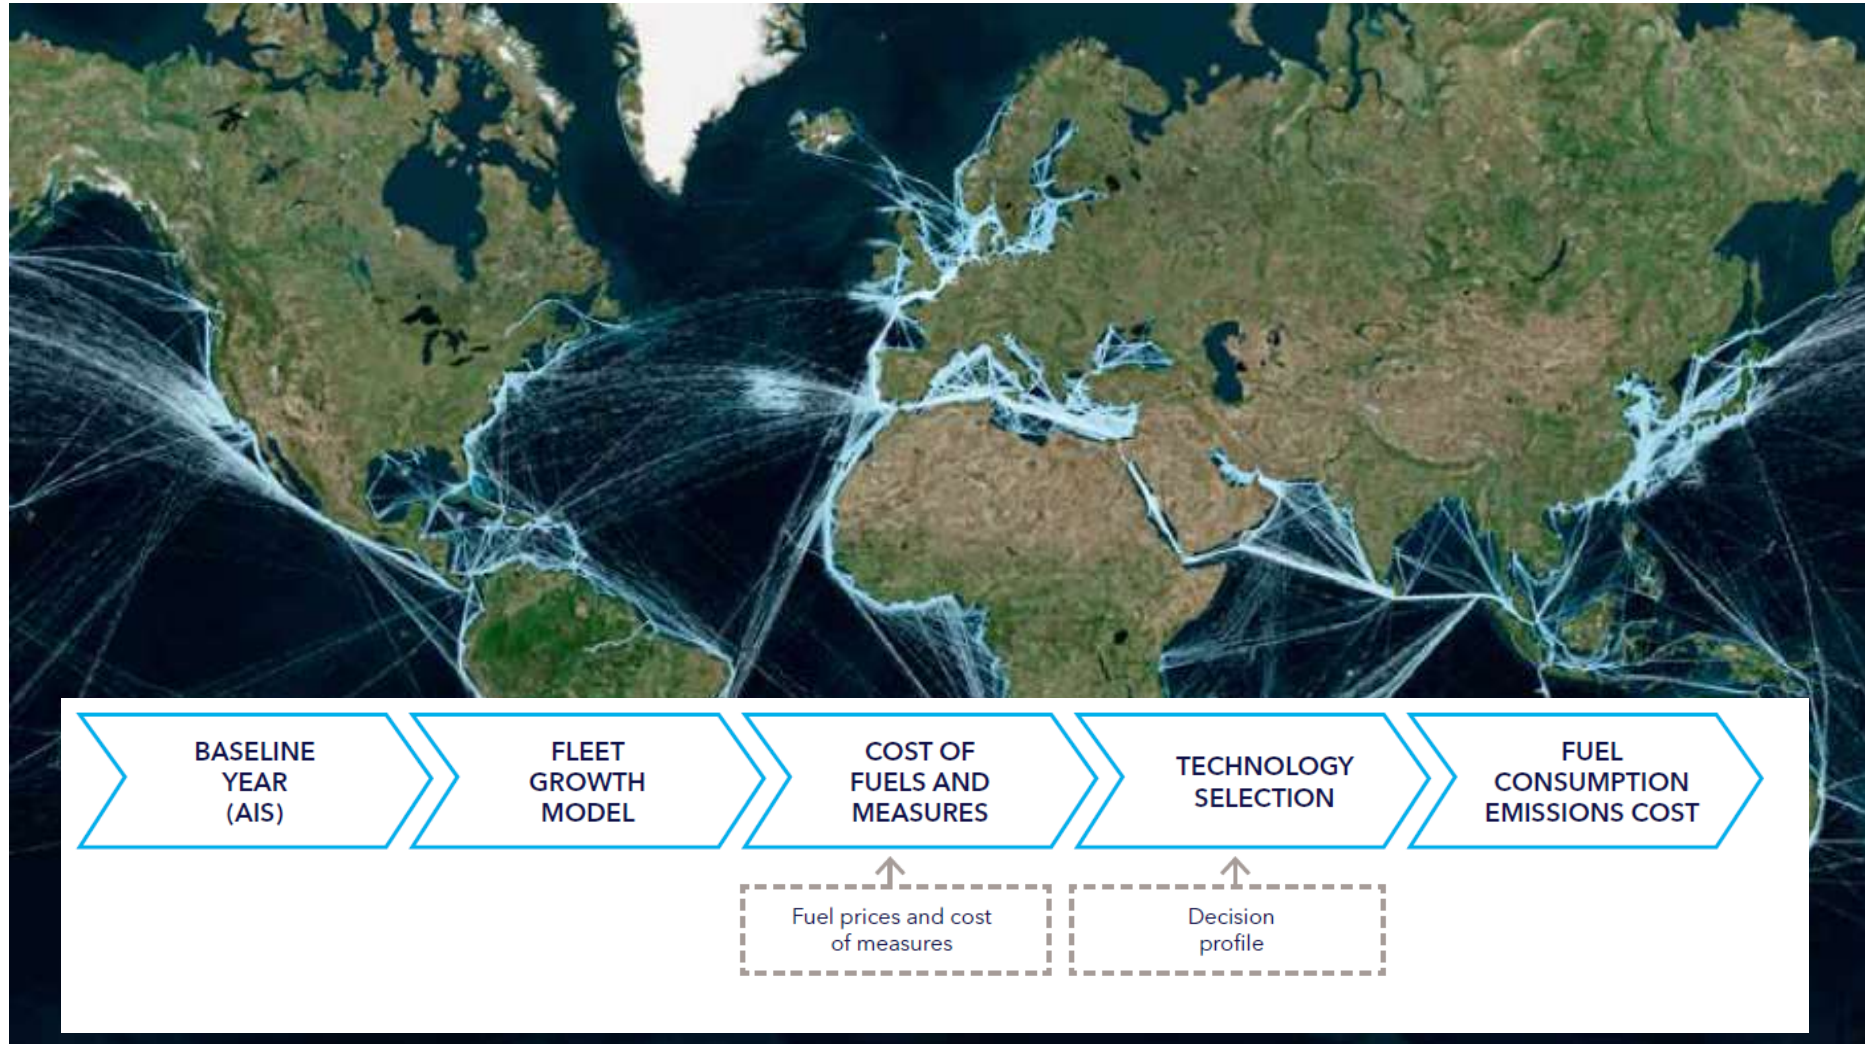 BASELINE
YEAR
(AIS)
FLEET
GROWTH
MODEL
COST OF
FUELS AND
MEASURES
TECHNOLOGY
SELECTION
FUEL
CONSUMPTION
EMISSIONS COST
Fuel prices and cost
of measures
Decision
profile